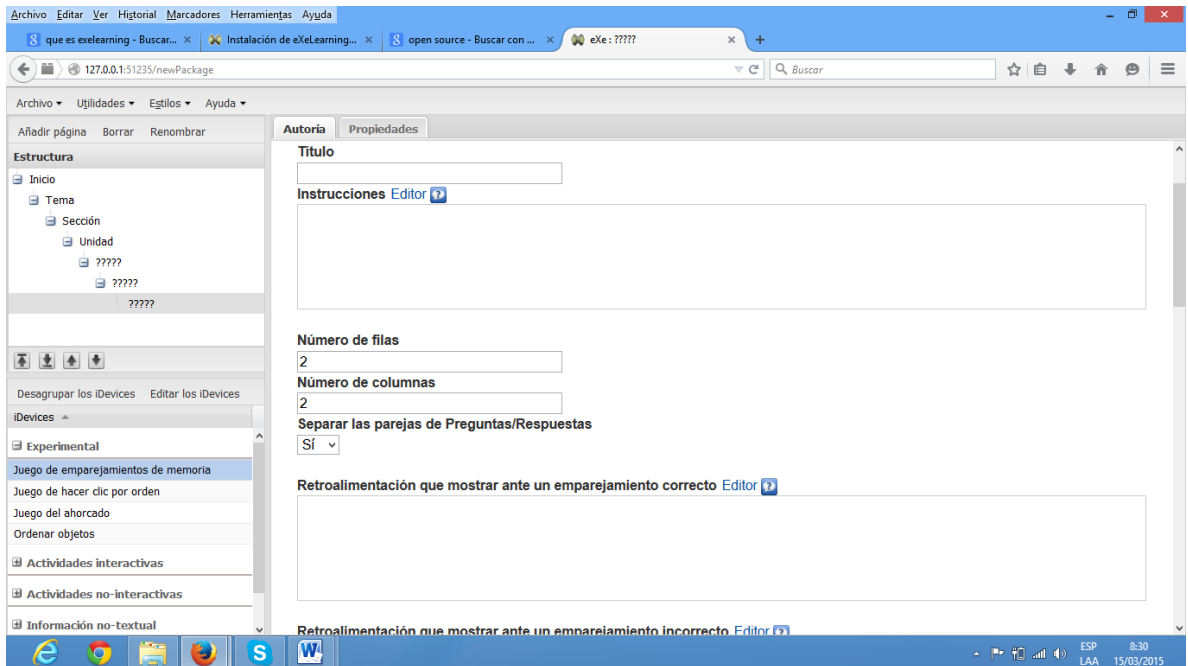 Archivo Editar Ver Historial Marcadores Herramientas Ayuda
que es exelearning - Buscar...
Instalación de eXeLearning...
open source - Buscar con ...
eXe : ?????
127.0.0.1:51235/newPackage
Buscar
Archivo Utilidades Estilos Ayuda
Añadir página Borrar Renombrar
Autoría Propiedades
Estructura
Inicio
Tema
Sección
Unidad
?????
?????
?????
Desagrupar los iDevices Editar los iDevices
iDevices
Experimental
Juego de emparejamientos de memoria
Juego de hacer clic por orden
Juego del ahorcado
Ordenar objetos
Actividades interactivas
Actividades no-interactivas
Información no-textual
Título
Instrucciones Editor ?
Número de filas
2
Número de columnas
2
Separar las parejas de Preguntas/Respuestas
Sí
Retroalimentación que mostrar ante un emparejamiento correcto Editor ?
Retroalimentación que mostrar ante un emparejamiento incorrecto Editor ?
ESP
LAA
8:30
15/03/2015